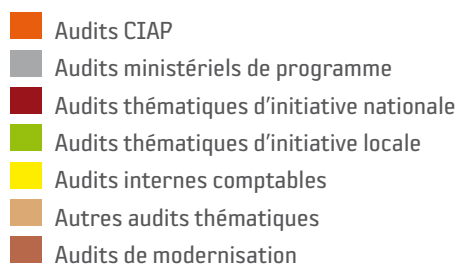 Audits CIAP
Audits ministériels de programme
Audits thématiques d'initiative nationale
Audits thématiques d'initiative locale
Audits internes comptables
Autres audits thématiques
Audits de modernisation